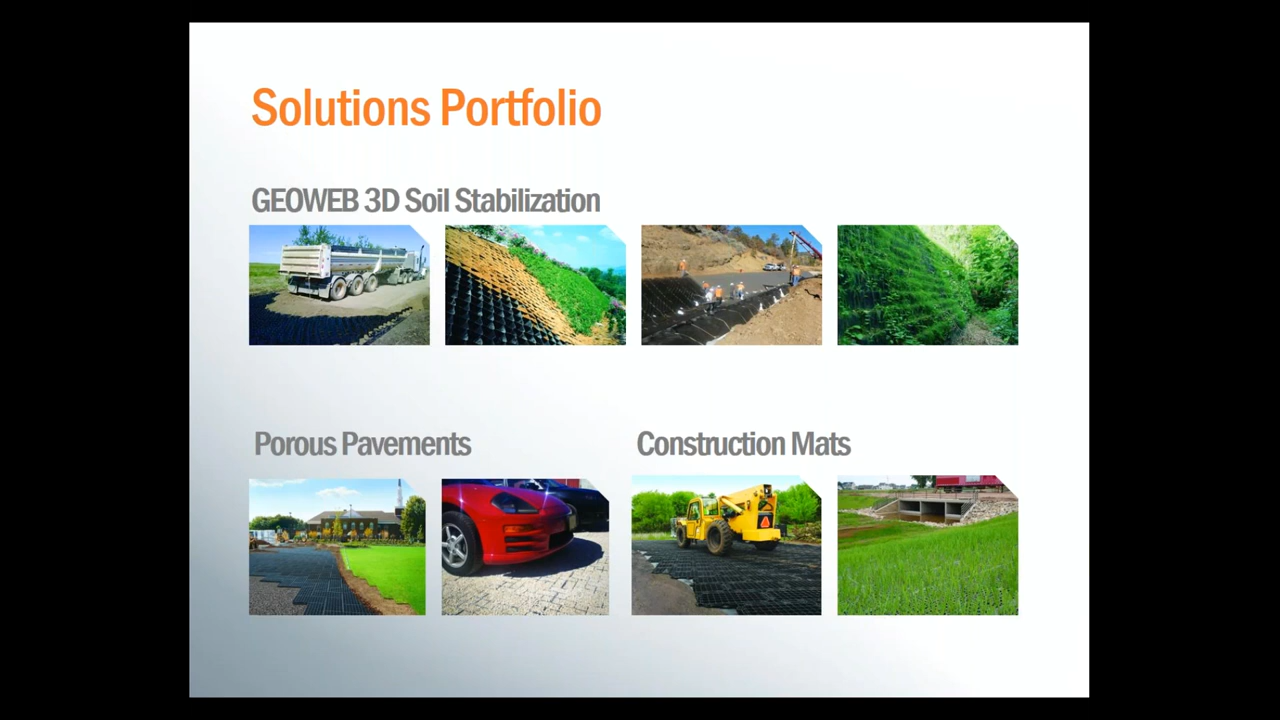 Solutions Portfolio
GEOWEB 3D Soil Stabilization
Porous Pavements
Construction Mats